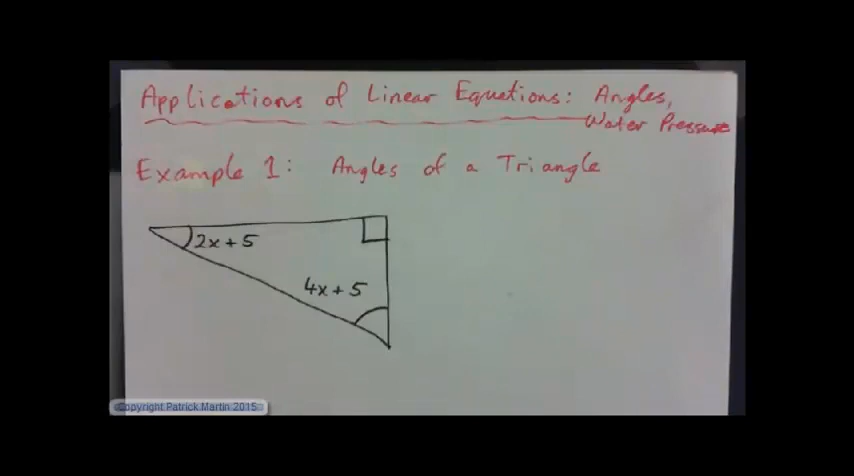 Applications of Linear Equations: Angles,
Water Pressure
Example 1: Angles of a Triangle
2x + 5
4x + 5
Copyright Patrick Martin 2015